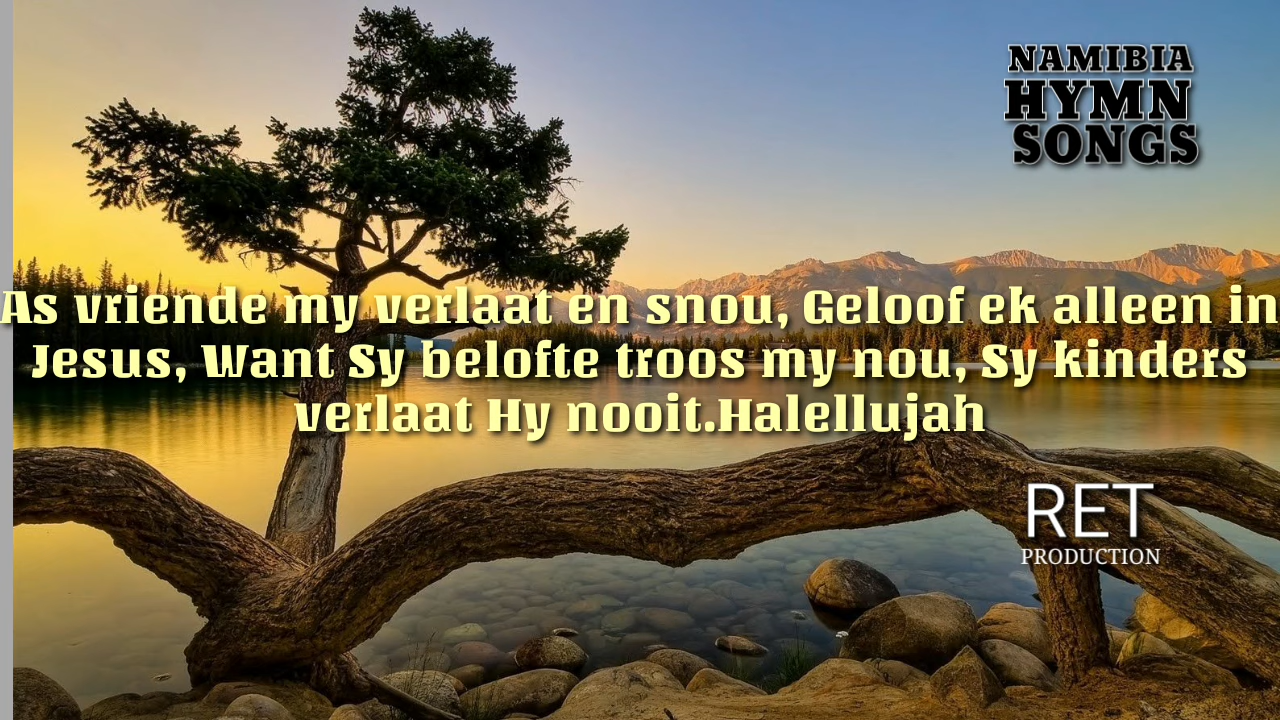 NAMIBIA
HYMN
SONGS
As vriende my verlaat en snou, Geloof ek alleen in
Jesus, Want Sy belofte troos my nou, Sy kinders
verlaat Hy nooit.Halellujah
RET
PRODUCTION